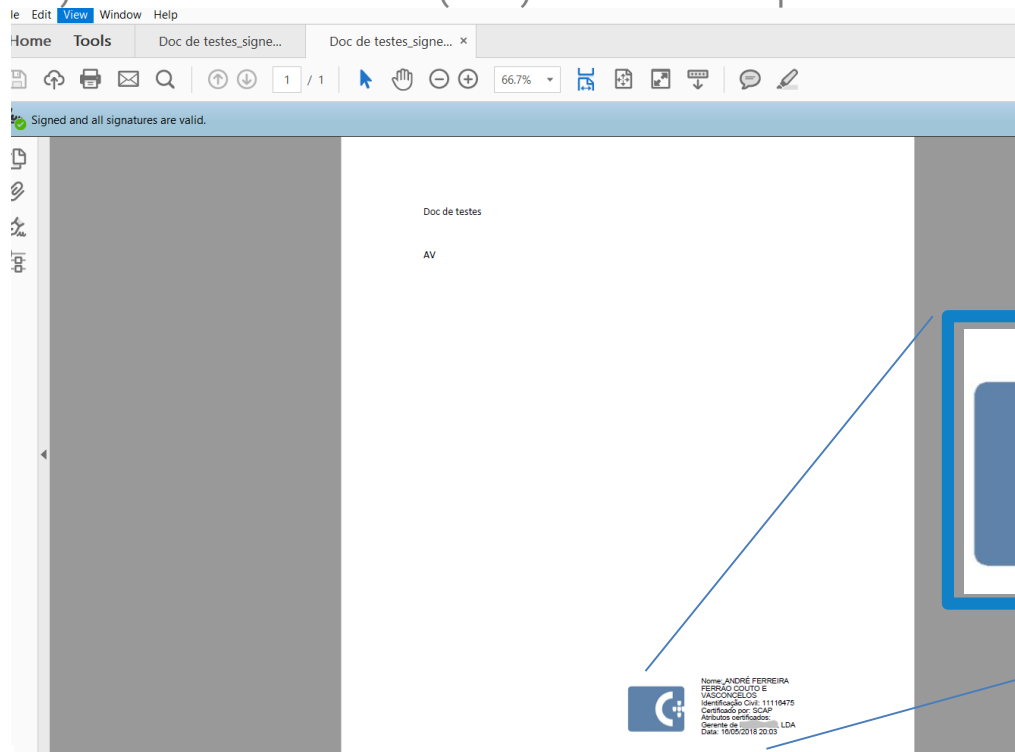 le Edit View Window Help
Home Tools Doc de testes_signe... Doc de testes_signe... ×
1 / 1 66.7%
Signed and all signatures are valid.
Doc de testes
AV
Nome: ANDRÉ FERREIRA
FERRÃO COUTO E
VASCONCELOS
Identificação Civil: 11116475
Certificado por: SCAP
Atributos certificados:
Gerente de LDA
Data: 16/05/2018 20:03